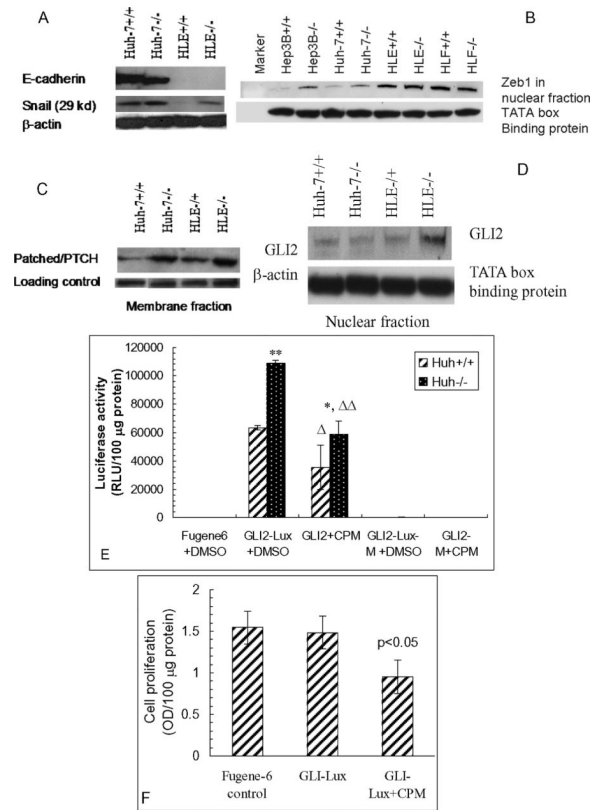 A
Huh-7+/+
Huh-7-/-
HLE+/+
HLE-/-
E-cadherin
Snail (29 kd)
β-actin
B
Marker
Hep3B+/+
Hep3B-/-
Huh-7+/+
Huh-7-/-
HLE+/+
HLE-/-
HLF+/+
HLF-/-
Zeb1 in
nuclear fraction
TATA box
Binding protein
C
Huh-7+/+
Huh-7-/-
HLE-/+
HLE-/-
Patched/PTCH
Loading control
Membrane fraction
D
Huh-7+/+
Huh-7-/-
HLE-/+
HLE-/-
GLI2
β-actin
GLI2
TATA box
binding protein
Nuclear fraction
Luciferase activity
(RLU/100 µg protein)
120000
100000
80000
60000
40000
20000
0
**
Δ
*, ΔΔ
Huh+/+
Huh-/-
Fugene6
+DMSO
GLI2-Lux
+DMSO
GLI2+CPM
GLI2-Lux-
M +DMSO
GLI2-
M+CPM
E
Cell proliferation
(OD/100 µg protein)
2
1.5
1
0.5
0
p<0.05
Fugene-6
control
GLI-Lux
GLI-
Lux+CPM
F